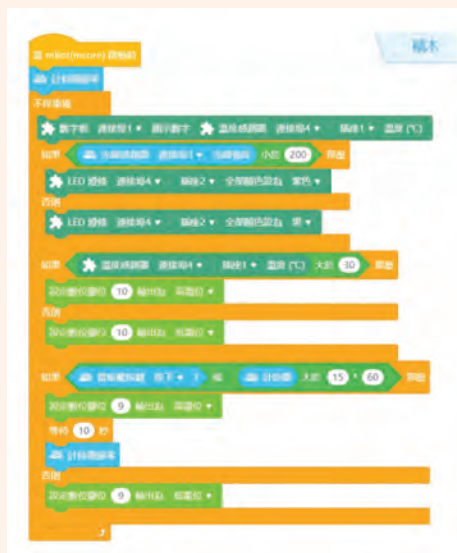 積木
當 mBot(mcore) 啟動時
計時器歸零
不停重複
數字板 連接埠1 顯示數字 溫度感測器 連接埠4 插座1 溫度 (℃)
如果 光線感測器 連接埠 光線強度 小於 200 那麼
LED 燈條 連接埠4 插座2 全部顏色設為
否則
LED 燈條 連接埠4 插座2 全部顏色設為 黑
如果 溫度感測器 連接埠4 插座1 溫度 (℃) 大於 30 那麼
設定數位腳位 10 輸出為 高電位
否則
設定數位腳位 10 輸出為 低電位
如果 當板載按鈕 按下 ? 或 計時器 大於 15 * 60 那麼
設定數位腳位 9 輸出為 高電位
等待 10 秒
計時器歸零
否則
設定數位腳位 9 輸出為 低電位